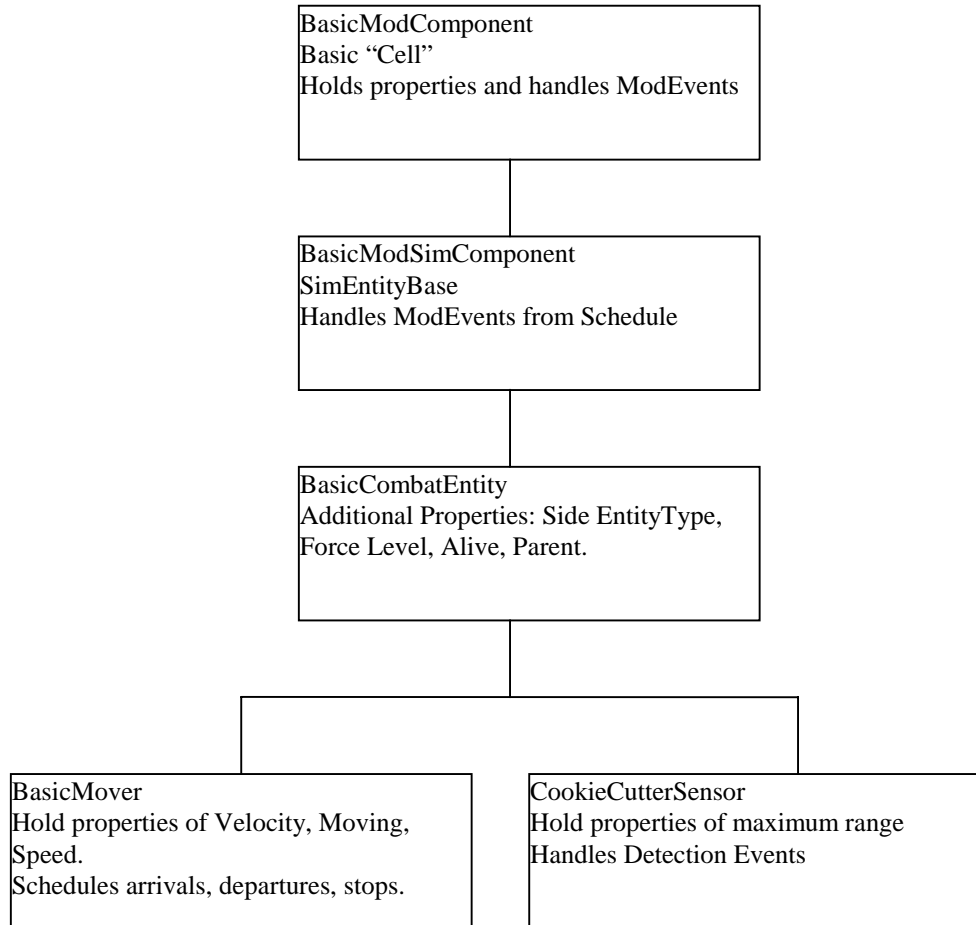 BasicModComponent
Basic “Cell”
Holds properties and handles ModEvents
BasicModSimComponent
SimEntityBase
Handles ModEvents from Schedule
BasicCombatEntity
Additional Properties: Side EntityType,
Force Level, Alive, Parent.
BasicMover
Hold properties of Velocity, Moving,
Speed.
Schedules arrivals, departures, stops.
CookieCutterSensor
Hold properties of maximum range
Handles Detection Events